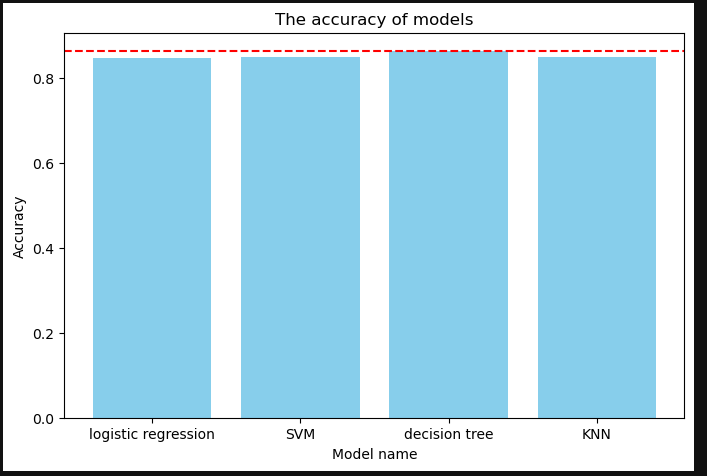 The accuracy of models
Accuracy
0.8
0.6
0.4
0.2
0.0
logistic regression SVM decision tree KNN
Model name